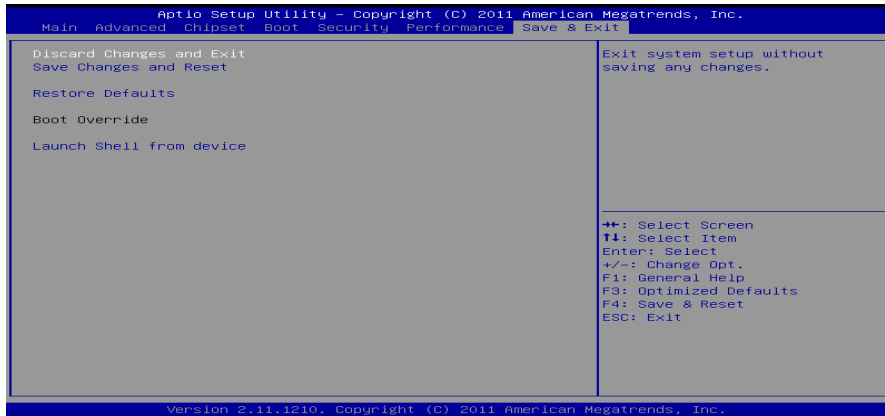 Aptio Setup Utility – Copyright (C) 2011 American Megatrends, Inc.
Main Advanced Chipset Boot Security Performance Save & Exit
Discard Changes and Exit
Save Changes and Reset
Restore Defaults
Boot Override
Launch Shell from device
Exit system setup without
saving any changes.
→←: Select Screen
↑↓: Select Item
Enter: Select
+/-: Change Opt.
F1: General Help
F3: Optimized Defaults
F4: Save & Reset
ESC: Exit
Version 2.11.1210. Copyright (C) 2011 American Megatrends, Inc.